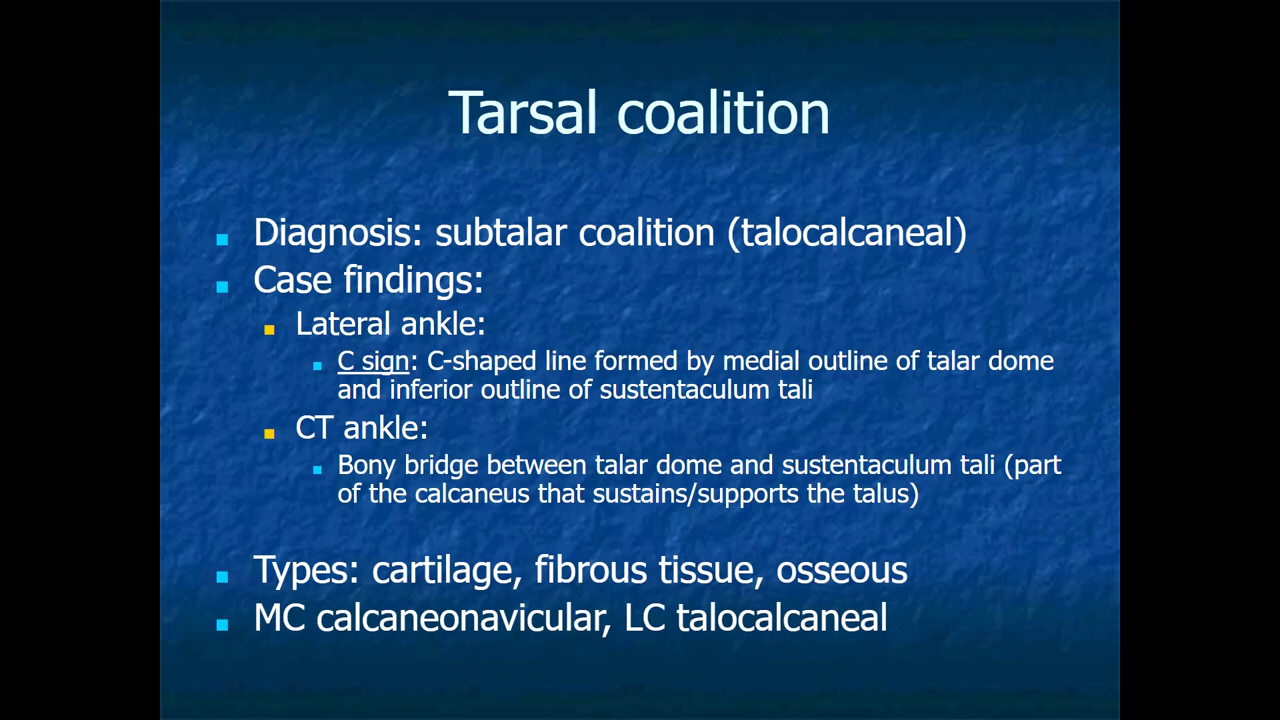 Tarsal coalition
Diagnosis: subtalar coalition (talocalcaneal)
Case findings:
Lateral ankle:
C sign: C-shaped line formed by medial outline of talar dome
and inferior outline of sustentaculum tali
CT ankle:
Bony bridge between talar dome and sustentaculum tali (part
of the calcaneus that sustains/supports the talus)
Types: cartilage, fibrous tissue, osseous
MC calcaneonavicular, LC talocalcaneal